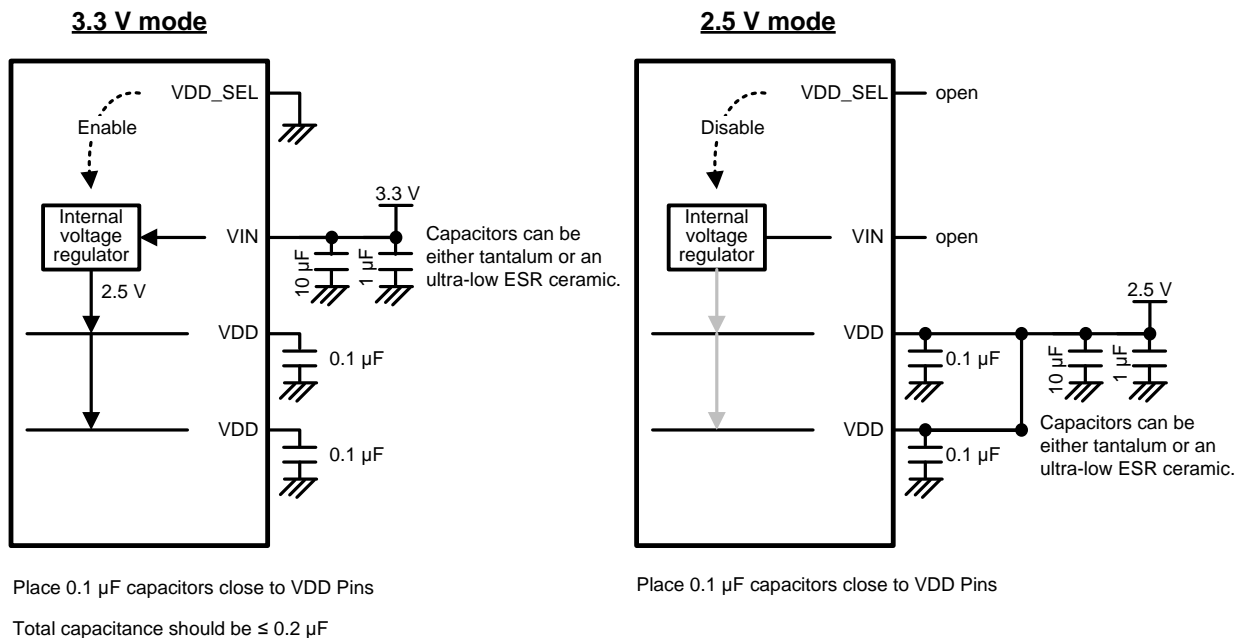 3.3 V mode
VDD_SEL
Enable
Internal
voltage
regulator
VIN
3.3 V
10 µF
1 µF
Capacitors can be
either tantalum or an
ultra-low ESR ceramic.
2.5 V
VDD
0.1 µF
VDD
0.1 µF
Place 0.1 µF capacitors close to VDD Pins
Total capacitance should be ≤ 0.2 µF
2.5 V mode
VDD_SEL
open
Disable
Internal
voltage
regulator
VIN
open
2.5 V
VDD
0.1 µF
10 µF
1 µF
VDD
0.1 µF
Capacitors can be
either tantalum or an
ultra-low ESR ceramic.
Place 0.1 µF capacitors close to VDD Pins